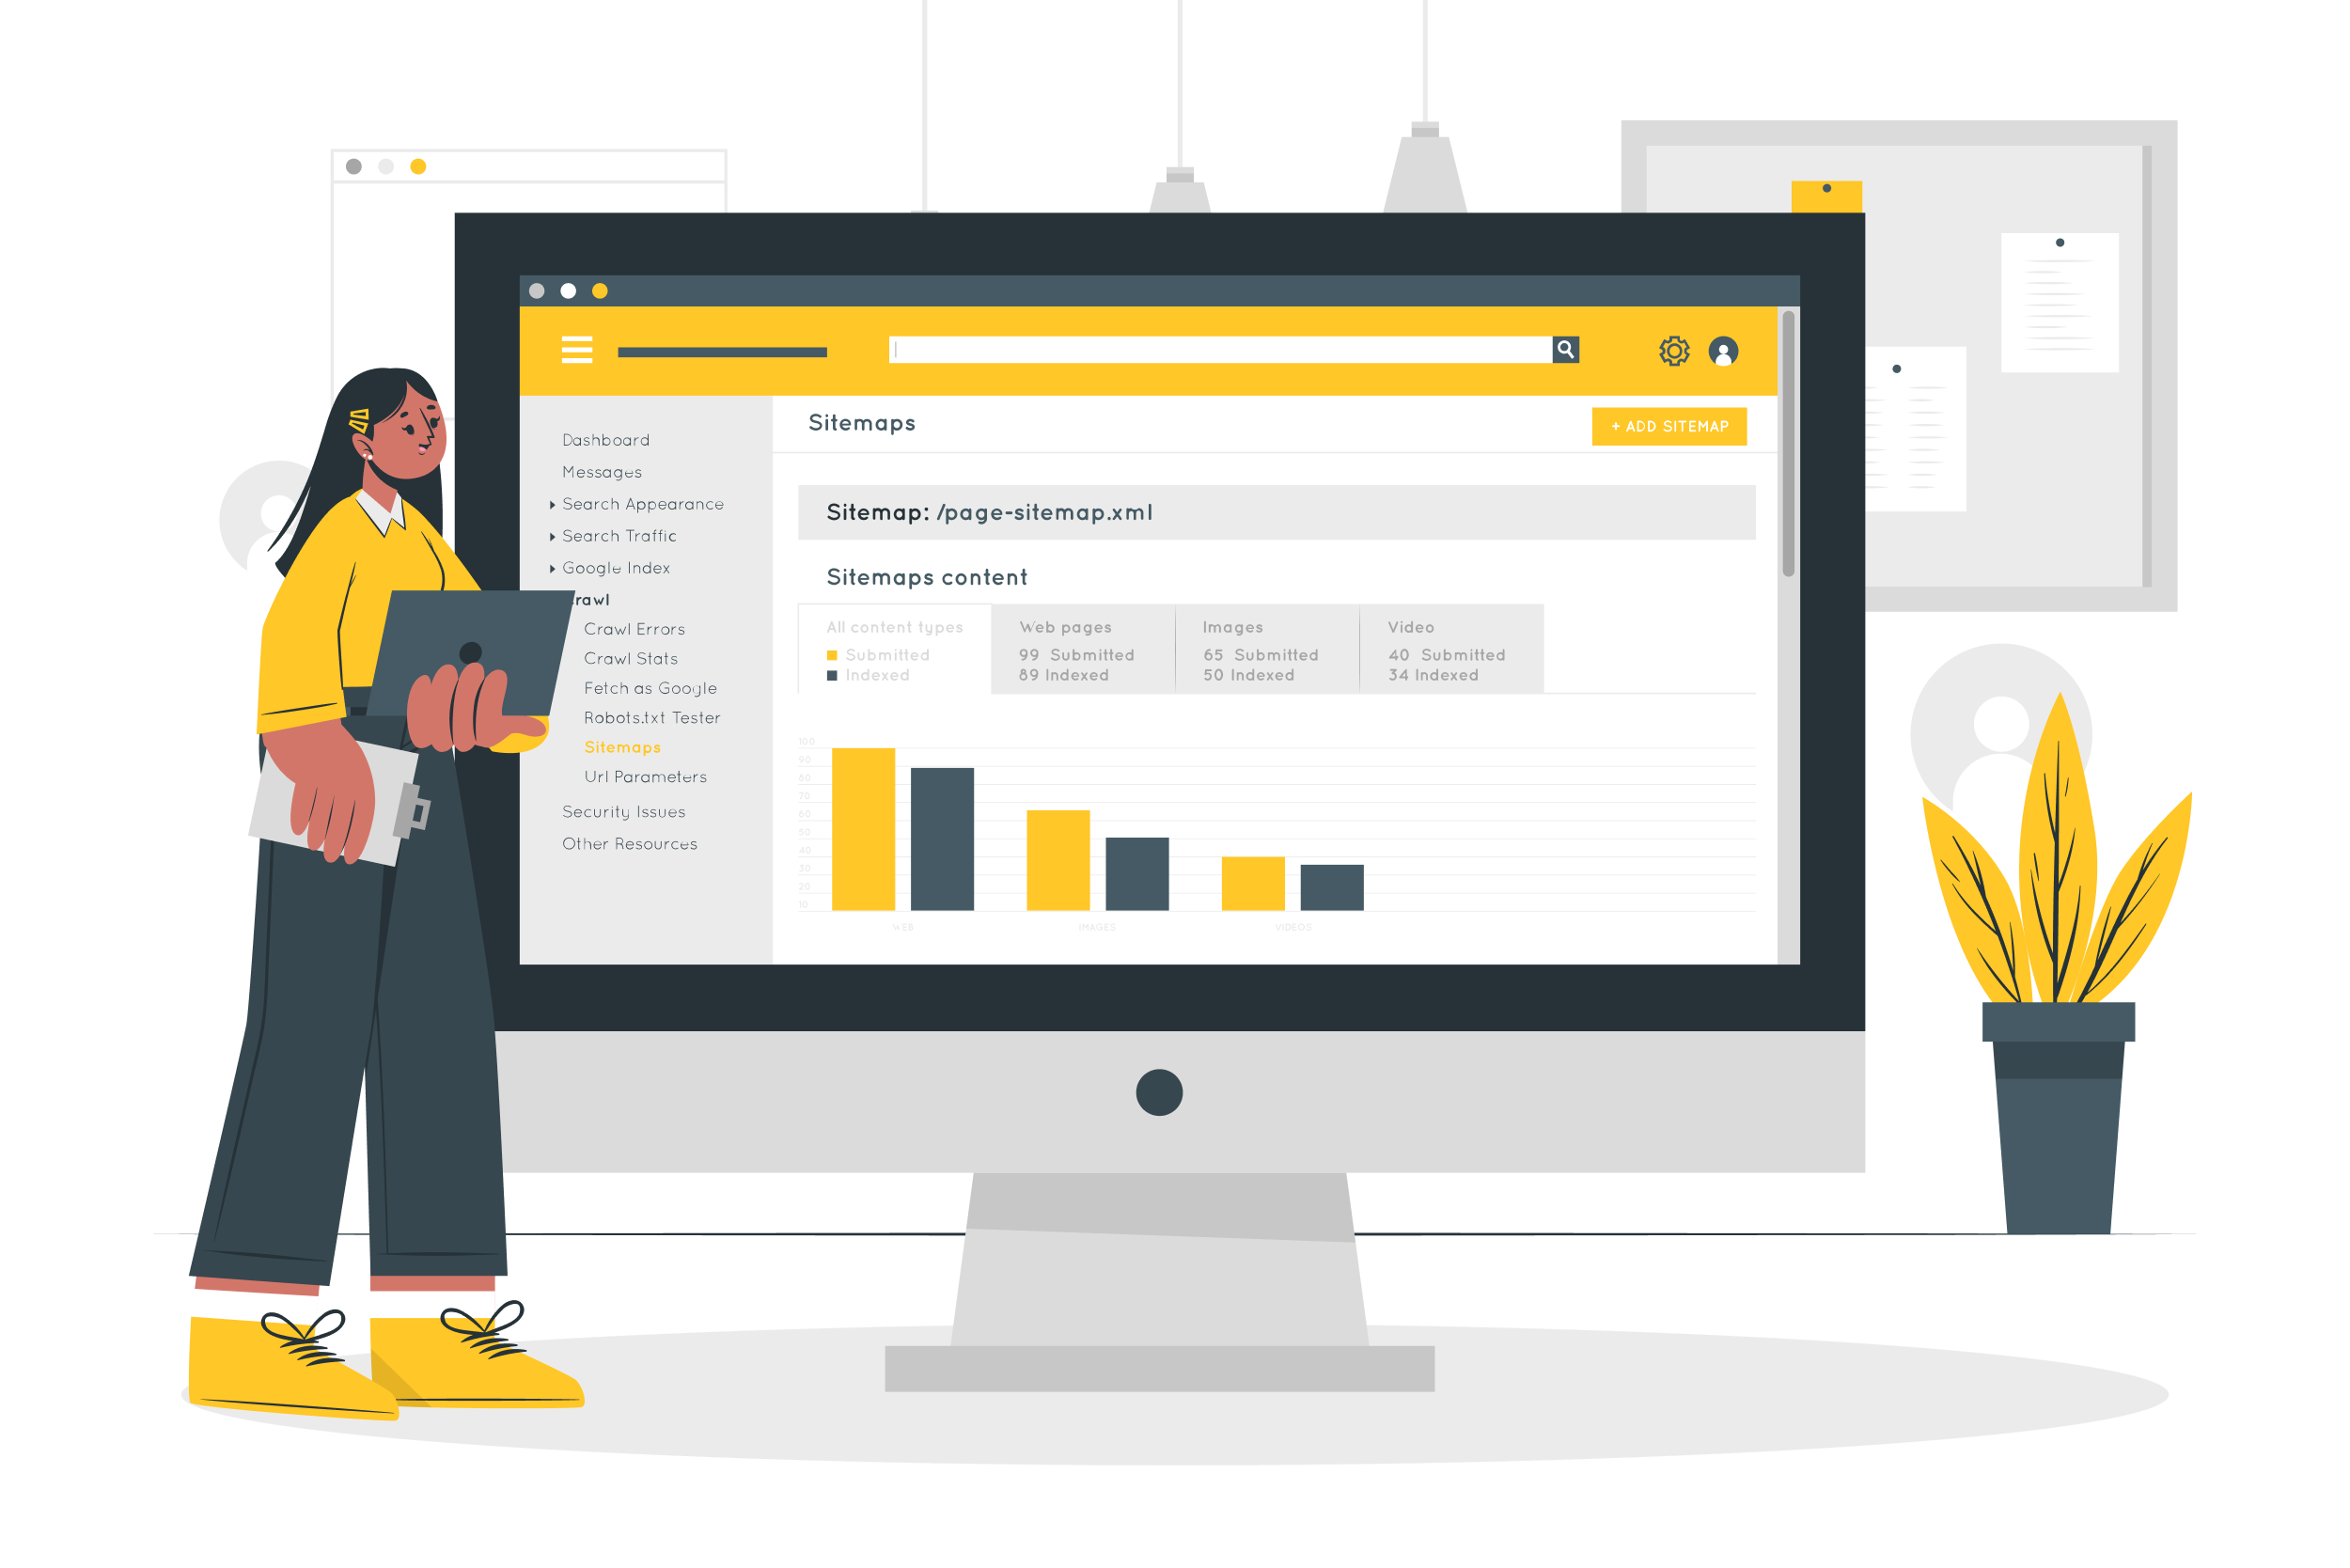 Dashboard
Messages
Search Appearance
Search Traffic
Google Index
Crawl
Crawl Errors
Crawl Stats
Fetch as Google
Robots.txt Tester
Sitemaps
Url Parameters
Security Issues
Other Resources
Sitemaps
+ ADD SITEMAP
Sitemap: /page-sitemap.xml
Sitemaps content
All content types
Submitted
Indexed
Web pages
99 Submitted
89 Indexed
Images
65 Submitted
50 Indexed
Video
40 Submitted
34 Indexed
100
90
80
70
60
50
40
30
20
10
WEB
IMAGES
VIDEOS